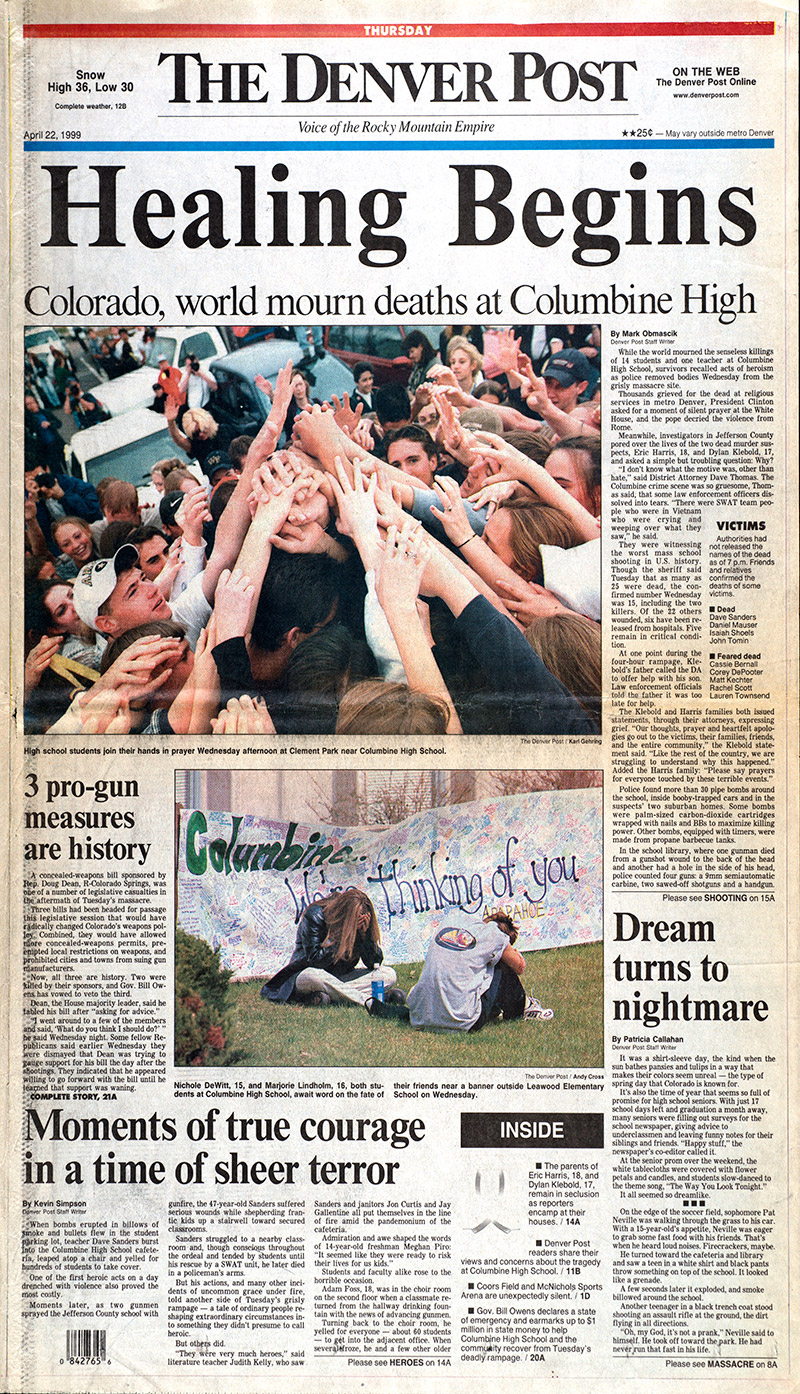 THURSDAY
Snow
High 36, Low 30
Complete weather, 12B
THE DENVER POST
Voice of the Rocky Mountain Empire
ON THE WEB
The Denver Post Online
www.denverpost.com
April 22, 1999
★★25¢ — May vary outside metro Denver
Healing Begins
Colorado, world mourn deaths at Columbine High
The Denver Post / Karl Gehring
High school students join their hands in prayer Wednesday afternoon at Clement Park near Columbine High School.
By Mark Obmascik
Denver Post Staff Writer
While the world mourned the senseless killings
of 14 students and one teacher at Columbine
High School, survivors recalled acts of heroism
as police removed bodies Wednesday from the
grisly massacre site.
Thousands grieved for the dead at religious
services in metro Denver, President Clinton
asked for a moment of silent prayer at the White
House, and the pope decried the violence from
Rome.
Meanwhile, investigators in Jefferson County
pored over the lives of the two dead murder sus-
pects, Eric Harris, 18, and Dylan Klebold, 17,
and asked a simple but troubling question: Why?
"I don't know what the motive was, other than
hate," said District Attorney Dave Thomas. The
Columbine crime scene was so gruesome, Thom-
as said, that some law enforcement officers dis-
solved into tears. "There were SWAT team peo-
ple who were in Vietnam
who were crying and
weeping over what they
saw," he said.
They were witnessing
the worst mass school
shooting in U.S. history.
Though the sheriff said
Tuesday that as many as
25 were dead, the con-
firmed number Wednesday
was 15, including the two
killers. Of the 22 others
wounded, six have been re-
leased from hospitals. Five
remain in critical condi-
tion.
At one point during the
four-hour rampage, Kle-
bold's father called the DA
to offer help with his son.
Law enforcement officials
told the father it was too
late for help.
The Klebold and Harris families both issued
statements, through their attorneys, expressing
grief. "Our thoughts, prayer and heartfelt apolo-
gies go out to the victims, their families, friends,
and the entire community," the Klebold state-
ment said. "Like the rest of the country, we are
struggling to understand why this happened."
Added the Harris family: "Please say prayers
for everyone touched by these terrible events."
Police found more than 30 pipe bombs around
the school, inside booby-trapped cars and in the
suspects' two suburban homes. Some bombs
were palm-sized carbon-dioxide cartridges
wrapped with nails and BBs to maximize killing
power. Other bombs, equipped with timers, were
made from propane barbecue tanks.
In the school library, where one gunman died
from a gunshot wound to the back of the head
and another had a hole in the side of his head,
police counted four guns: a 9mm semiautomatic
carbine, two sawed-off shotguns and a handgun.
Please see SHOOTING on 15A
VICTIMS
Authorities had
not released the
names of the dead
as of 7 p.m. Friends
and relatives
confirmed the
deaths of some
victims.
■ Dead
Dave Sanders
Daniel Mauser
Isaiah Shoels
John Tomin
■ Feared dead
Cassie Bernall
Corey DePooter
Matt Kechter
Rachel Scott
Lauren Townsend
3 pro-gun
measures
are history
A concealed-weapons bill sponsored by
Rep. Doug Dean, R-Colorado Springs, was
one of a number of legislative casualties in
the aftermath of Tuesday's massacre.
Three bills had been headed for passage
this legislative session that would have
radically changed Colorado's weapons pol-
icy. Combined, they would have allowed
more concealed-weapons permits, pre-
empted local restrictions on weapons, and
prohibited cities and towns from suing gun
manufacturers.
Now, all three are history. Two were
killed by their sponsors, and Gov. Bill Ow-
ens has vowed to veto the third.
Dean, the House majority leader, said he
tabled his bill after "asking for advice."
"I went around to a few of the members
and said, 'What do you think I should do?' "
he said Wednesday night. Some fellow Re-
publicans said earlier Wednesday they
were dismayed that Dean was trying to
gauge support for his bill the day after the
shootings. They indicated that he appeared
willing to go forward with the bill until he
learned that support was waning.
COMPLETE STORY, 21A
Columbine..
We're thinking of you
ARAPAHOE
The Denver Post / Andy Cross
Nichole DeWitt, 15, and Marjorie Lindholm, 16, both stu-
dents at Columbine High School, await word on the fate of
their friends near a banner outside Leawood Elementary
School on Wednesday.
Dream
turns to
nightmare
By Patricia Callahan
Denver Post Staff Writer
It was a shirt-sleeve day, the kind when the
sun bathes pansies and tulips in a way that
makes their colors seem unreal — the type of
spring day that Colorado is known for.
It's also the time of year that seems so full of
promise for high school seniors. With just 17
school days left and graduation a month away,
many seniors were filling out surveys for the
school newspaper, giving advice to
underclassmen and leaving funny notes for their
siblings and friends. "Happy stuff," the
newspaper's co-editor called it.
At the senior prom over the weekend, the
white tablecloths were covered with flower
petals and candles, and students slow-danced to
the theme song, "The Way You Look Tonight."
It all seemed so dreamlike.
■ ■ ■
On the edge of the soccer field, sophomore Pat
Neville was walking through the grass to his car.
With a 15-year-old's appetite, Neville was eager
to grab some fast food with his friends. That's
when he heard loud noises. Firecrackers, maybe.
He turned toward the cafeteria and library
and saw a teen in a white shirt and black pants
throw something on top of the school. It looked
like a grenade.
A few seconds later it exploded, and smoke
billowed around the school.
Another teenager in a black trench coat stood
shooting an assault rifle at the ground, the dirt
flying in all directions.
"Oh, my God, it's not a prank," Neville said to
himself. He took off toward the park. He had
never run that fast in his life.
Please see MASSACRE on 8A
Moments of true courage
in a time of sheer terror
By Kevin Simpson
Denver Post Staff Writer
When bombs erupted in billows of
smoke and bullets flew in the student
parking lot, teacher Dave Sanders burst
into the Columbine High School cafete-
ria, leaped atop a chair and yelled for
hundreds of students to take cover.
One of the first heroic acts on a day
drenched with violence also proved the
most costly.
Moments later, as two gunmen
sprayed the Jefferson County school with
0 842765 6
gunfire, the 47-year-old Sanders suffered
serious wounds while shepherding fran-
tic kids up a stairwell toward secured
classrooms.
Sanders struggled to a nearby class-
room and, though conscious throughout
the ordeal and tended by students until
his rescue by a SWAT unit, he later died
in a policeman's arms.
But his actions, and many other inci-
dents of uncommon grace under fire,
told another side of Tuesday's grisly
rampage — a tale of ordinary people re-
shaping extraordinary circumstances in-
to something they didn't presume to call
heroic.
But others did.
"They were very much heroes," said
literature teacher Judith Kelly, who saw
Sanders and janitors Jon Curtis and Jay
Gallentine all put themselves in the line
of fire amid the pandemonium of the
cafeteria.
Admiration and awe shaped the words
of 14-year-old freshman Meghan Piro:
"It seemed like they were ready to risk
their lives for us kids."
Students and faculty alike rose to the
horrible occasion.
Adam Foss, 18, was in the choir room
on the second floor when a classmate re-
turned from the hallway drinking foun-
tain with the news of advancing gunmen.
Turning back to the choir room, he
yelled for everyone — about 60 students
— to get into the adjacent office. When
several froze, he and a few other older
Please see HEROES on 14A
INSIDE
■ The parents of
Eric Harris, 18, and
Dylan Klebold, 17,
remain in seclusion
as reporters
encamp at their
houses. / 14A
■ Denver Post
readers share their
views and concerns about the tragedy
at Columbine High School. / 11B
■ Coors Field and McNichols Sports
Arena are unexpectedly silent. / 1D
■ Gov. Bill Owens declares a state
of emergency and earmarks up to $1
million in state money to help
Columbine High School and the
community recover from Tuesday's
deadly rampage. / 20A